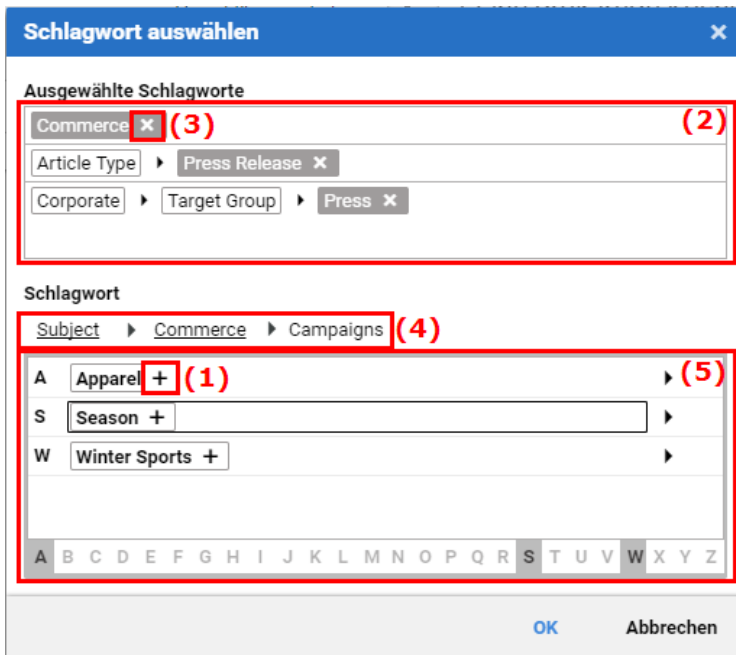 Schlagwort auswählen ×
Ausgewählte Schlagworte
Commerce × (3) (2)
Article Type Press Release ×
Corporate Target Group Press ×
Schlagwort
Subject Commerce Campaigns (4)
A Apparel + (1) (5)
S Season +
W Winter Sports +
A B C D E F G H I J K L M N O P Q R S T U V W X Y Z
OK Abbrechen